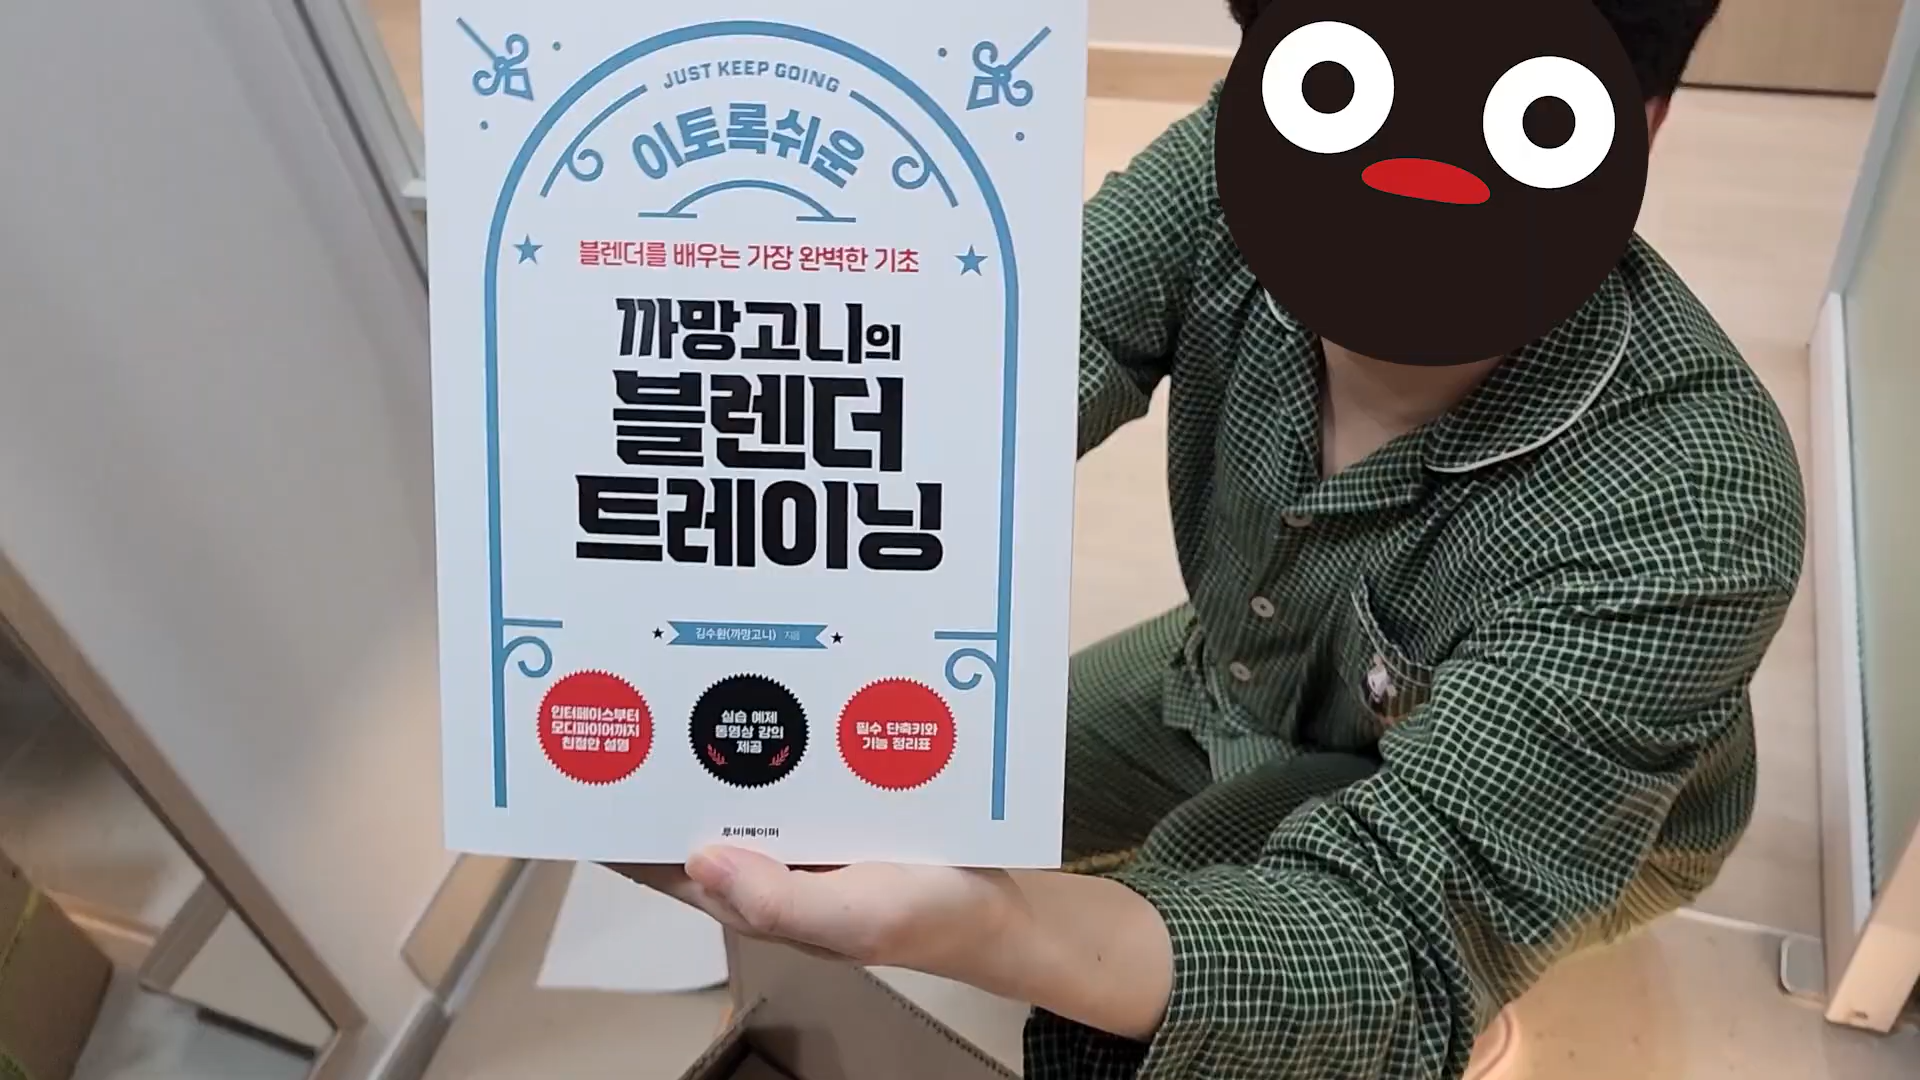 JUST KEEP GOING
이토록쉬운
블렌더를 배우는 가장 완벽한 기초
까망고니의
블렌더
트레이닝
김수환(까망고니) 지음
인터페이스부터
모디파이어까지
친절한 설명
실습 예제
동영상 강의
제공
필수 단축키와
기능 정리표
루비페이퍼